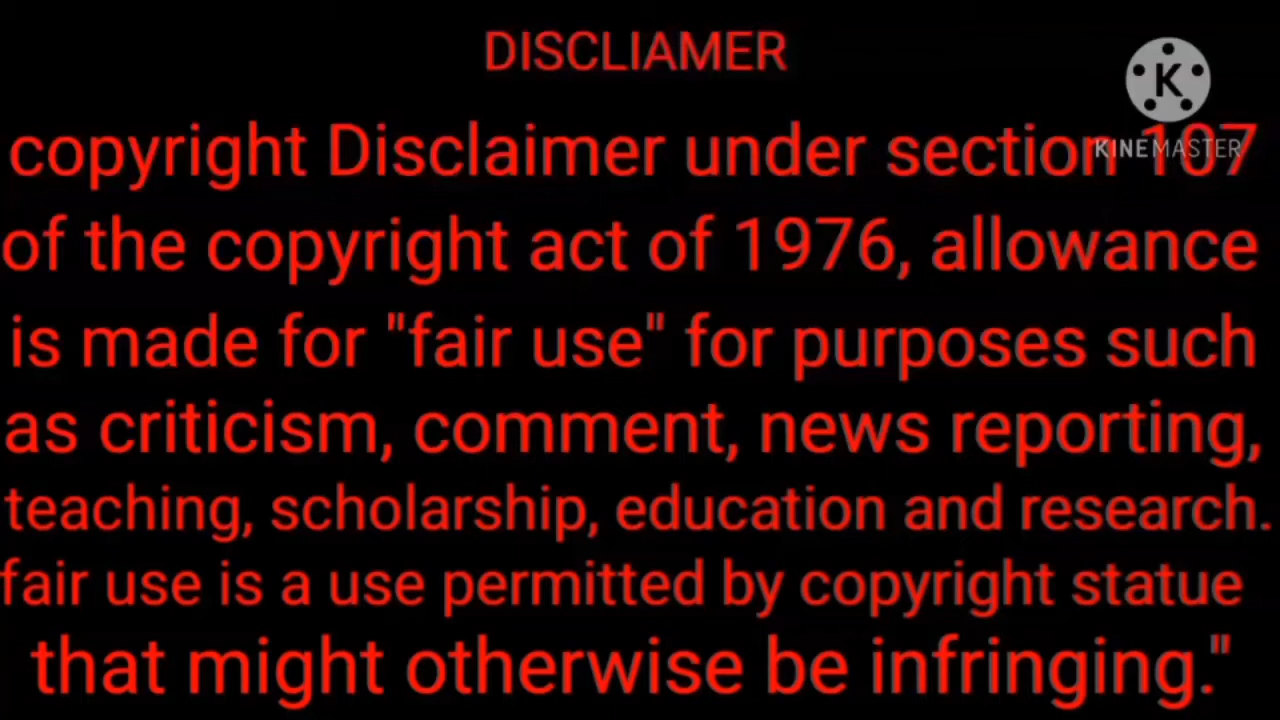 DISCLIAMER
K
KINEMASTER
copyright Disclaimer under section 107
of the copyright act of 1976, allowance
is made for "fair use" for purposes such
as criticism, comment, news reporting,
teaching, scholarship, education and research.
fair use is a use permitted by copyright statue
that might otherwise be infringing."